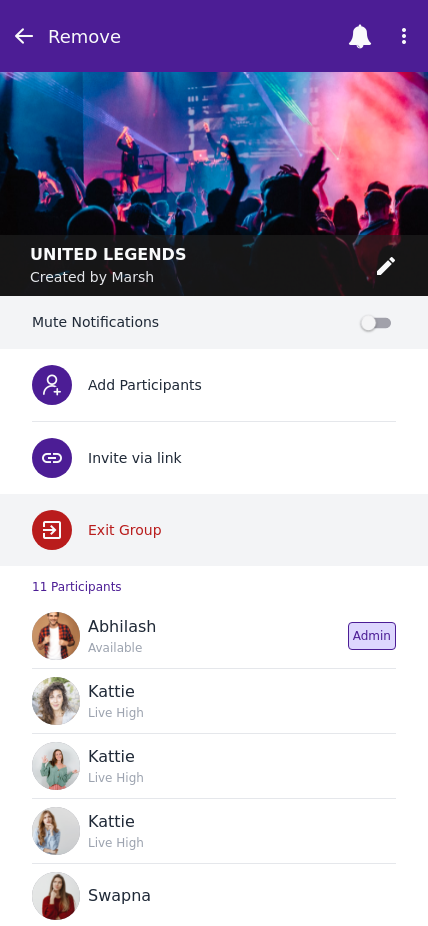 Remove
UNITED LEGENDS
Created by Marsh
Mute Notifications
Add Participants
Invite via link
Exit Group
11 Participants
Abhilash
Available
Admin
Kattie
Live High
Kattie
Live High
Kattie
Live High
Swapna